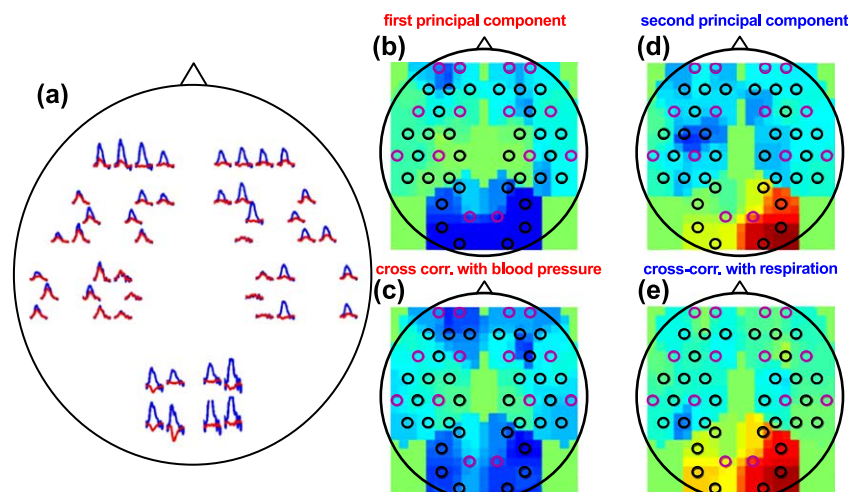 first principal component
second principal component
(a)
(b)
(d)
cross corr. with blood pressure
cross-corr. with respiration
(c)
(e)